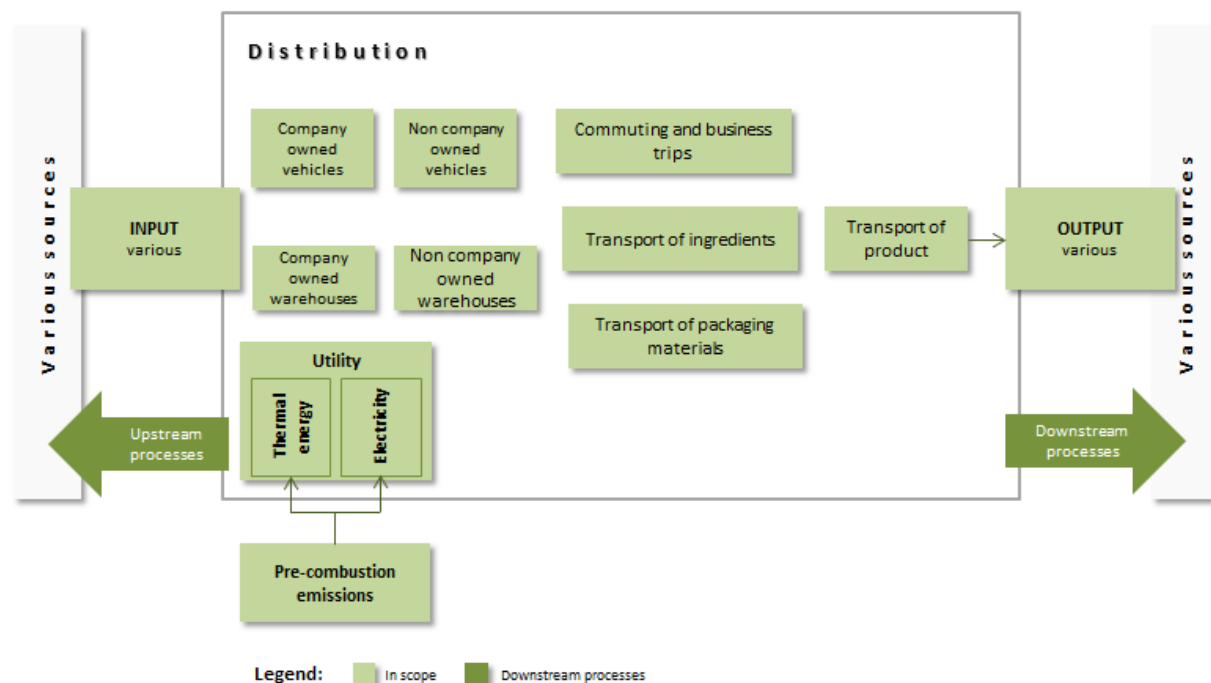 Distribution
Various sources
INPUT
various
Company
owned
vehicles
Non company
owned
vehicles
Commuting and business
trips
Company
owned
warehouses
Non company
owned
warehouses
Transport of ingredients
Transport of packaging
materials
Transport of
product
OUTPUT
various
Various sources
Utility
Thermal
energy
Electricity
Upstream
processes
Downstream
processes
Pre-combustion
emissions
Legend:
In scope
Downstream processes